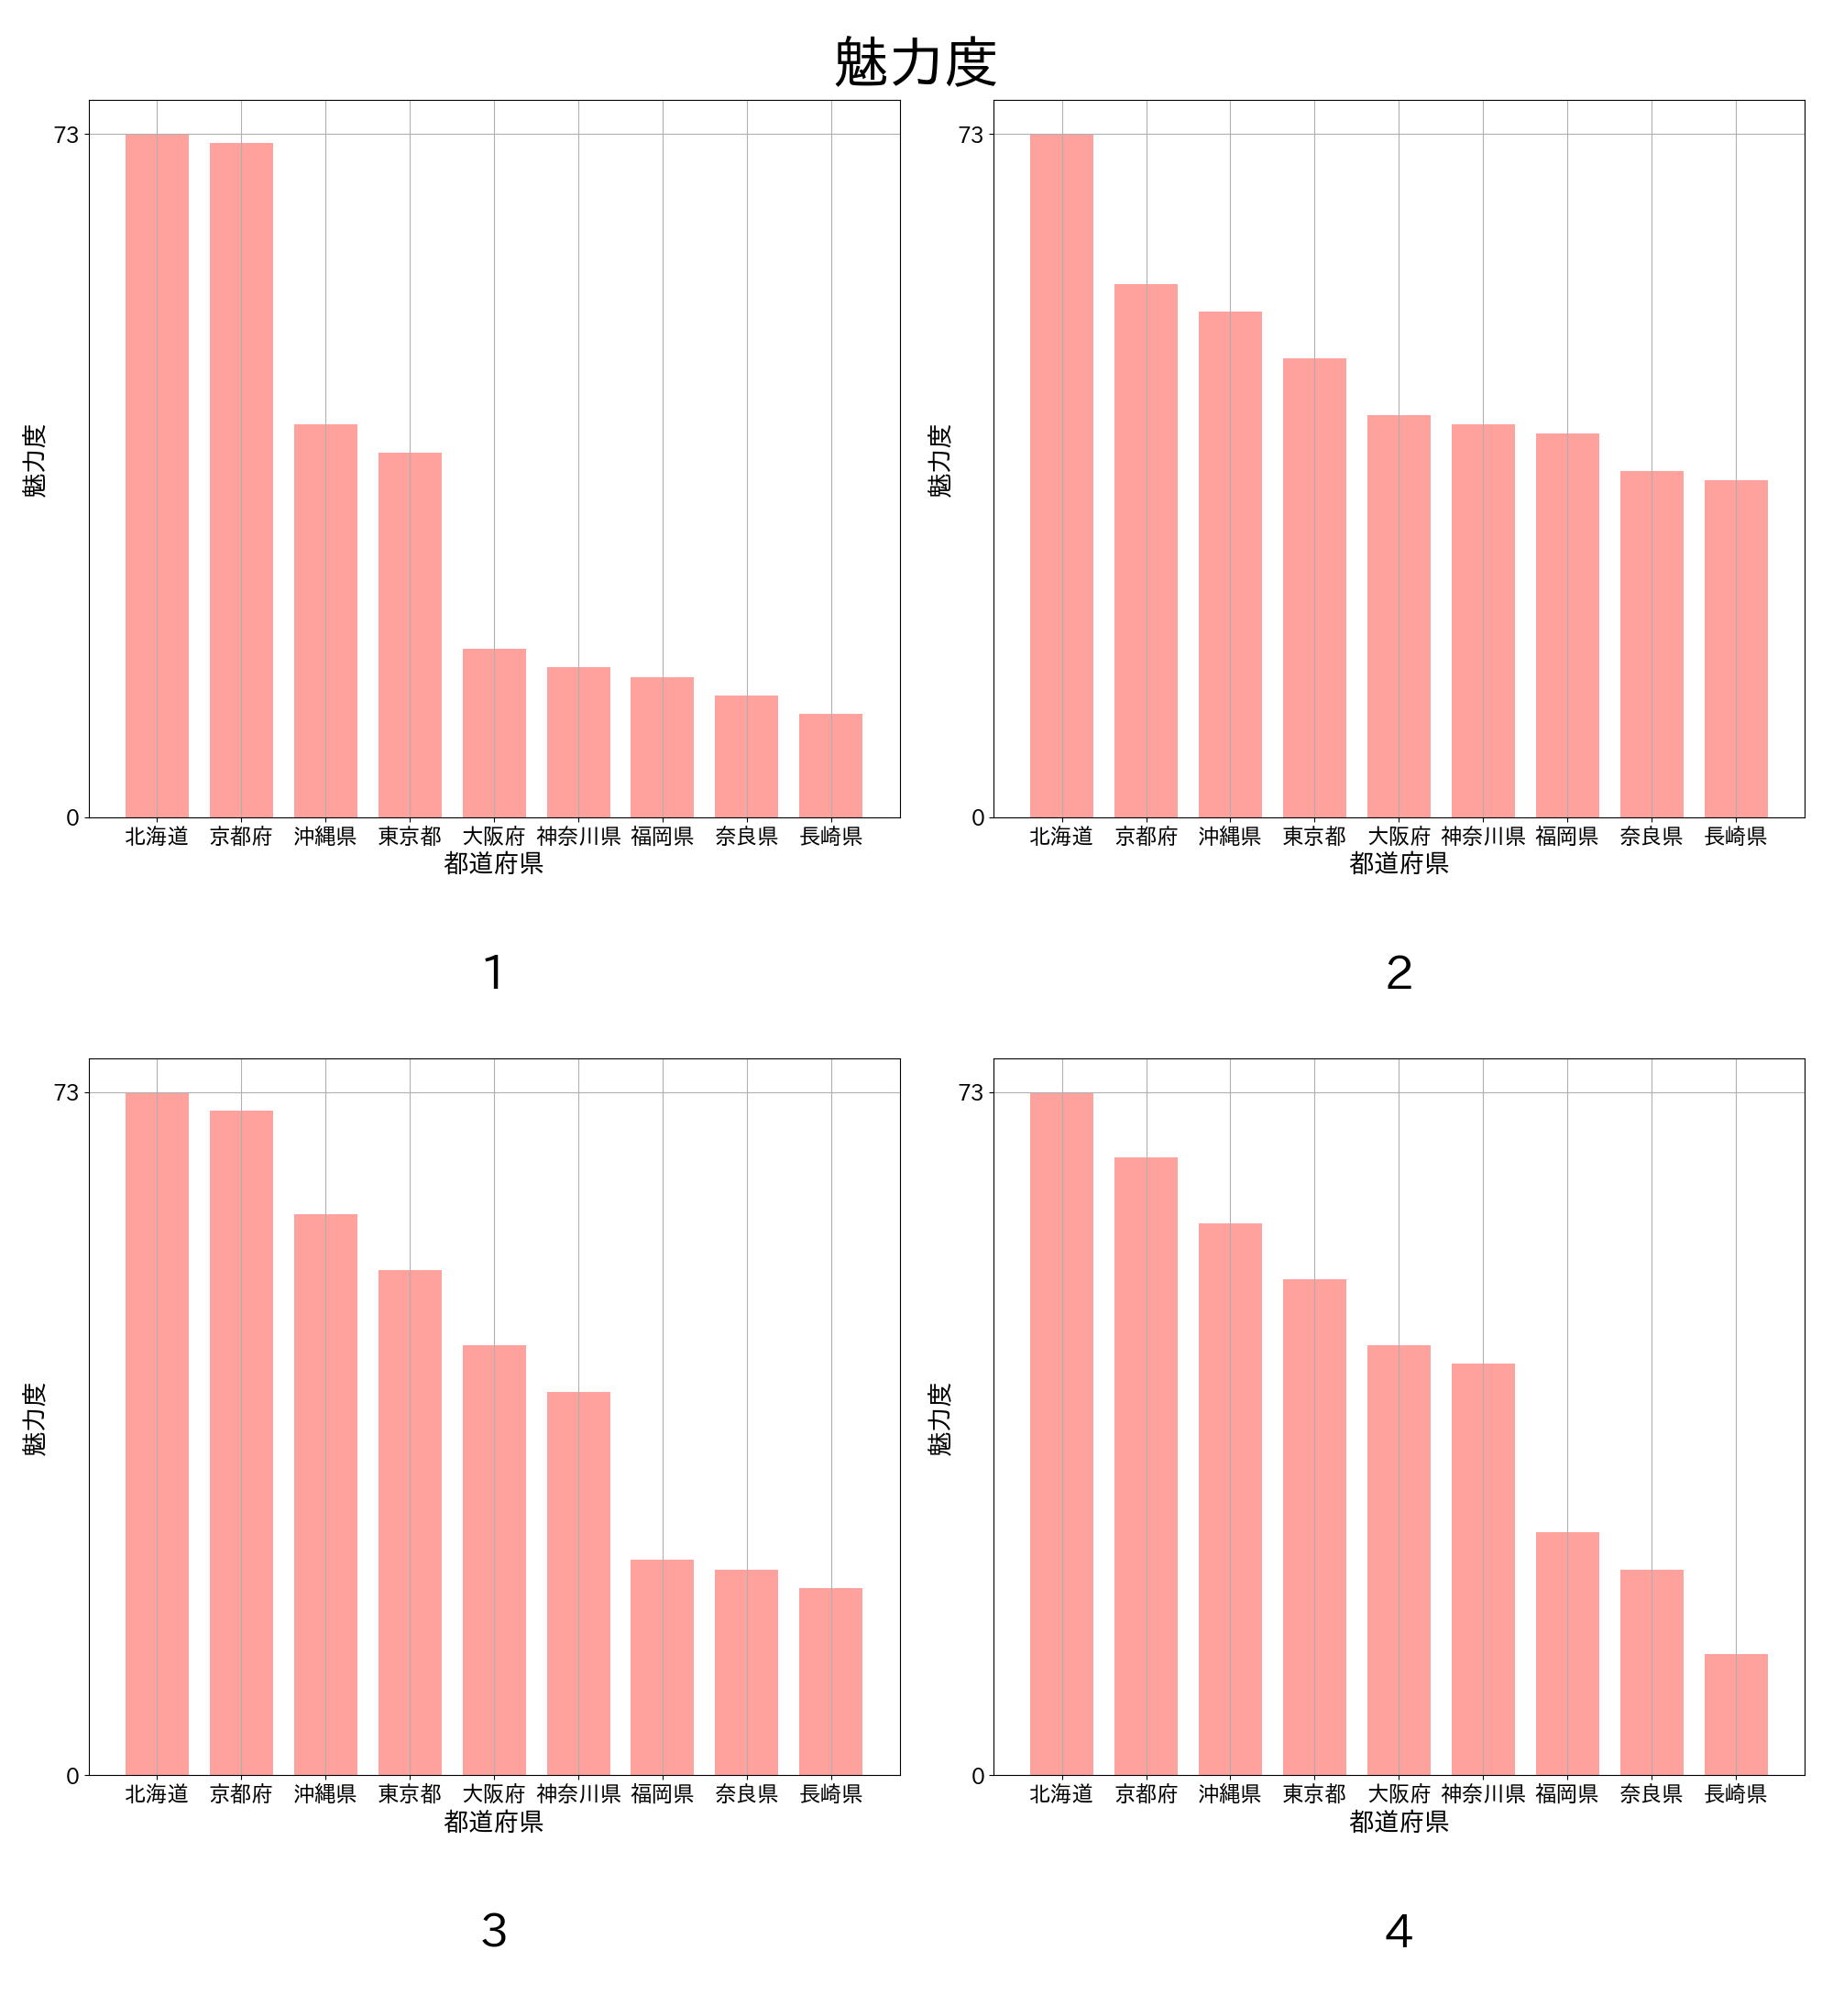 魅力度
73
0
魅力度
北海道 京都府 沖縄県 東京都 大阪府 神奈川県 福岡県 奈良県 長崎県
都道府県
1
73
0
魅力度
北海道 京都府 沖縄県 東京都 大阪府 神奈川県 福岡県 奈良県 長崎県
都道府県
2
73
0
魅力度
北海道 京都府 沖縄県 東京都 大阪府 神奈川県 福岡県 奈良県 長崎県
都道府県
3
73
0
魅力度
北海道 京都府 沖縄県 東京都 大阪府 神奈川県 福岡県 奈良県 長崎県
都道府県
4